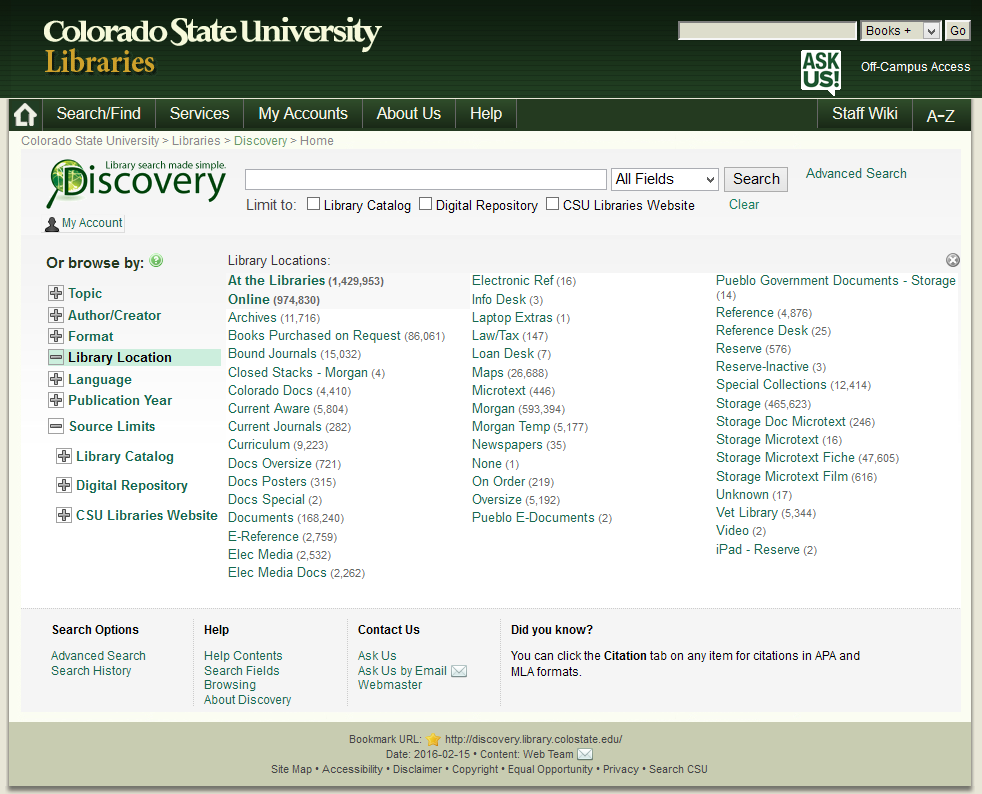 Colorado State University
Libraries
Books +
Go
ASK
US!
Off-Campus Access
Search/Find
Services
My Accounts
About Us
Help
Staff Wiki
A-Z
Colorado State University > Libraries > Discovery > Home
Library search made simple.
Discovery
My Account
All Fields
Search
Advanced Search
Limit to:
Library Catalog
Digital Repository
CSU Libraries Website
Clear
Or browse by:
Topic
Author/Creator
Format
Library Location
Language
Publication Year
Source Limits
Library Catalog
Digital Repository
CSU Libraries Website
Library Locations:
At the Libraries (1,429,953)
Online (974,830)
Archives (11,716)
Books Purchased on Request (86,061)
Bound Journals (15,032)
Closed Stacks - Morgan (4)
Colorado Docs (4,410)
Current Aware (5,804)
Current Journals (282)
Curriculum (9,223)
Docs Oversize (721)
Docs Posters (315)
Docs Special (2)
Documents (168,240)
E-Reference (2,759)
Elec Media (2,532)
Elec Media Docs (2,262)
Electronic Ref (16)
Info Desk (3)
Laptop Extras (1)
Law/Tax (147)
Loan Desk (7)
Maps (26,688)
Microtext (446)
Morgan (593,394)
Morgan Temp (5,177)
Newspapers (35)
None (1)
On Order (219)
Oversize (5,192)
Pueblo E-Documents (2)
Pueblo Government Documents - Storage
(14)
Reference (4,876)
Reference Desk (25)
Reserve (576)
Reserve-Inactive (3)
Special Collections (12,414)
Storage (465,623)
Storage Doc Microtext (246)
Storage Microtext (16)
Storage Microtext Fiche (47,605)
Storage Microtext Film (616)
Unknown (17)
Vet Library (5,344)
Video (2)
iPad - Reserve (2)
Search Options
Advanced Search
Search History
Help
Help Contents
Search Fields
Browsing
About Discovery
Contact Us
Ask Us
Ask Us by Email
Webmaster
Did you know?
You can click the Citation tab on any item for citations in APA and
MLA formats.
Bookmark URL: http://discovery.library.colostate.edu/
Date: 2016-02-15 • Content: Web Team
Site Map • Accessibility • Disclaimer • Copyright • Equal Opportunity • Privacy • Search CSU